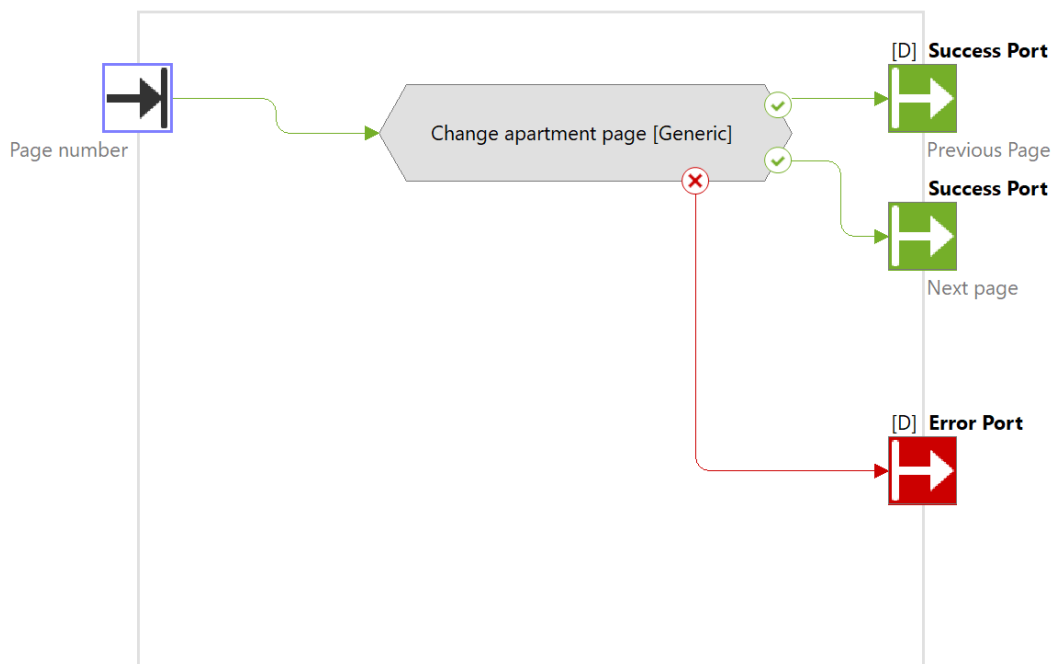 [D] Success Port
Page number
Change apartment page [Generic]
Previous Page
Success Port
Next page
[D] Error Port